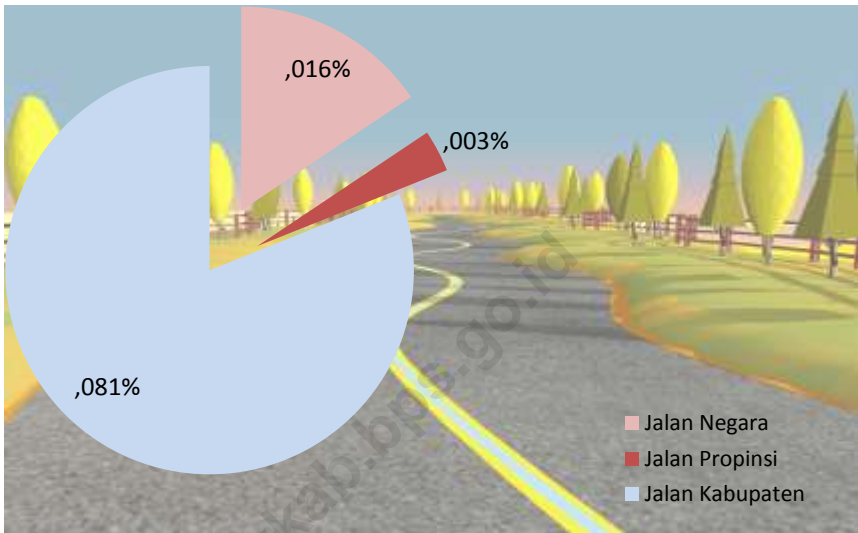 ,016%
,003%
,081%
Jalan Negara
Jalan Propinsi
Jalan Kabupaten
kab.bps.go.id